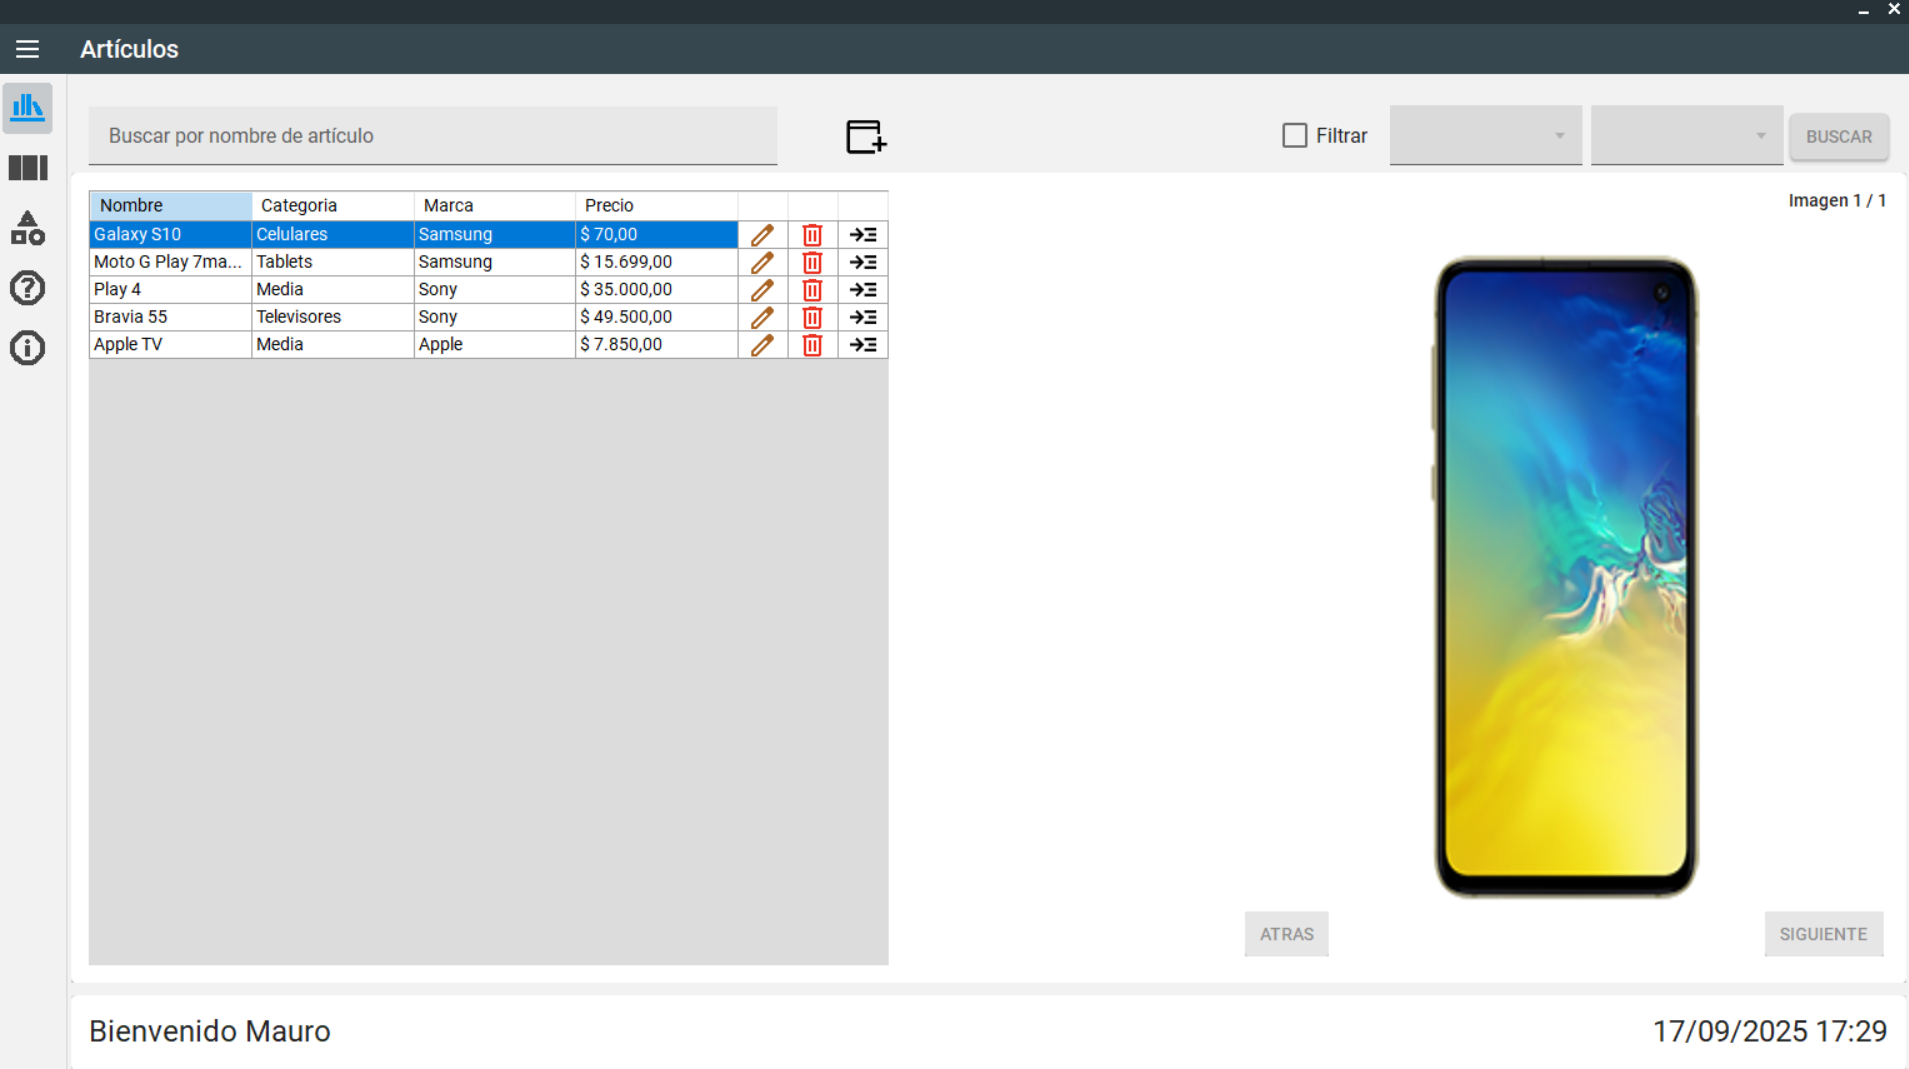 Artículos
Buscar por nombre de artículo
Filtrar
BUSCAR
Imagen 1 / 1
Nombre Categoria Marca Precio
Galaxy S10 Celulares Samsung $ 70,00
Moto G Play 7ma... Tablets Samsung $ 15.699,00
Play 4 Media Sony $ 35.000,00
Bravia 55 Televisores Sony $ 49.500,00
Apple TV Media Apple $ 7.850,00
ATRAS
SIGUIENTE
Bienvenido Mauro
17/09/2025 17:29